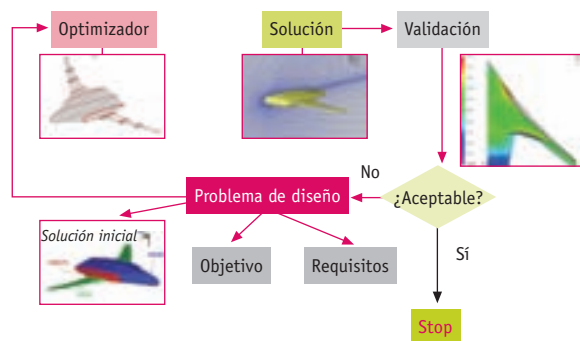 Optimizador
Solución
Validación
No
Problema de diseño
¿Aceptable?
Solución inicial
Objetivo
Requisitos
Sí
Stop